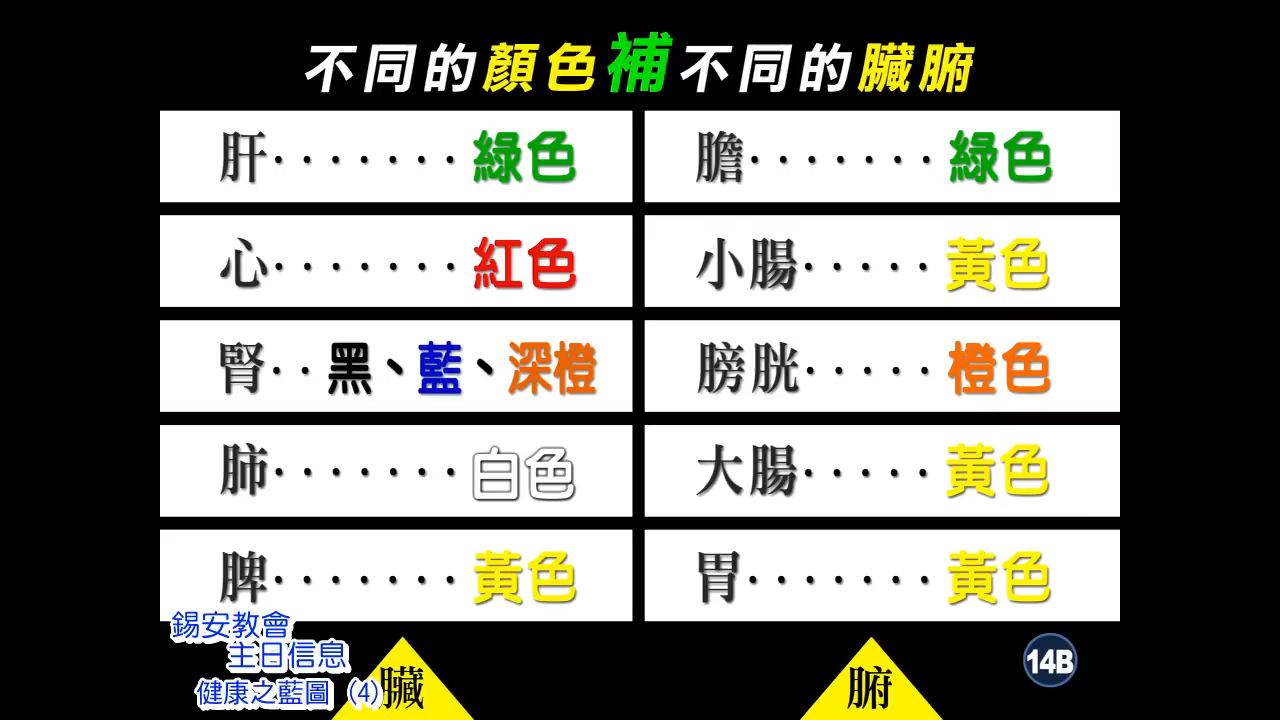 不同的顏色補不同的臟腑
肝·······綠色
膽·······綠色
心·······紅色
小腸·····黃色
腎··黑、藍、深橙
膀胱·····橙色
肺·······白色
大腸·····黃色
脾·······黃色
胃·······黃色
錫安教會
主日信息
健康之藍圖（4）
臟
腑
14B